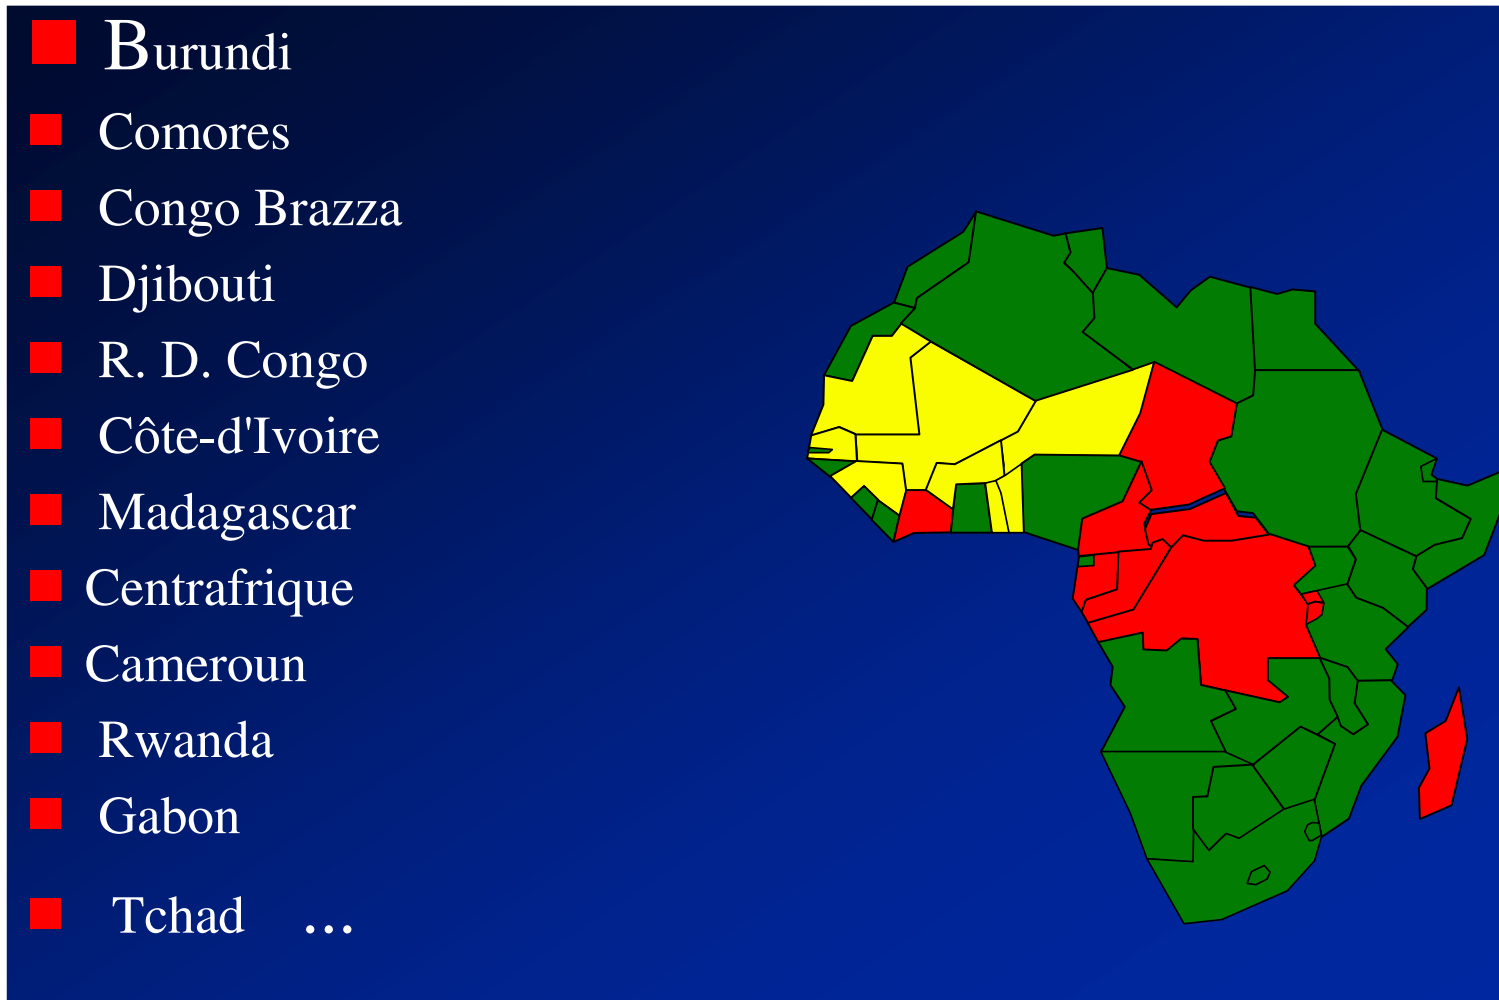 Burundi
Comores
Congo Brazza
Djibouti
R. D. Congo
Côte-d'Ivoire
Madagascar
Centrafrique
Cameroun
Rwanda
Gabon
Tchad ...